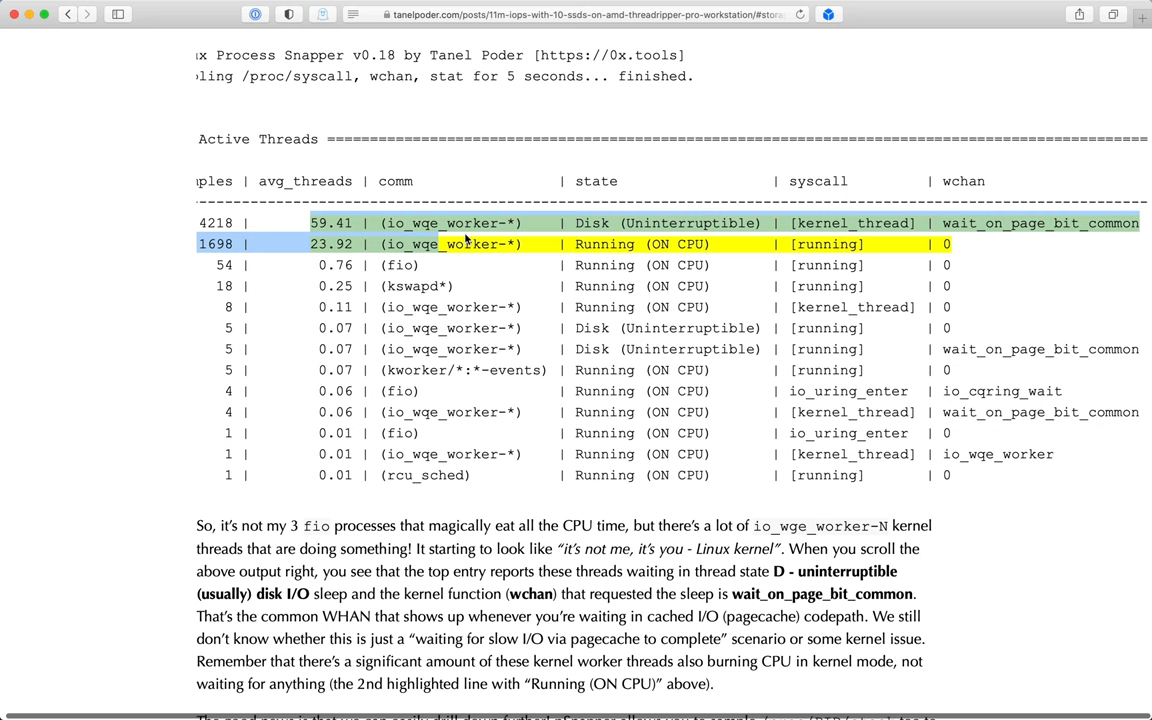 tanelpoder.com/posts/11m-iops-with-10-ssds-on-amd-threadripper-pro-workstation/#stora
ux Process Snapper v0.18 by Tanel Poder [https://0x.tools]
pling /proc/syscall, wchan, stat for 5 seconds... finished.
Active Threads ==========================================================================================
mples | avg_threads | comm | state | syscall | wchan
4218 | 59.41 | (io_wqe_worker-*) | Disk (Uninterruptible) | [kernel_thread] | wait_on_page_bit_common
1698 | 23.92 | (io_wqe_worker-*) | Running (ON CPU) | [running] | 0
54 | 0.76 | (fio) | Running (ON CPU) | [running] | 0
18 | 0.25 | (kswapd*) | Running (ON CPU) | [running] | 0
8 | 0.11 | (io_wqe_worker-*) | Running (ON CPU) | [kernel_thread] | 0
5 | 0.07 | (io_wqe_worker-*) | Disk (Uninterruptible) | [running] | 0
5 | 0.07 | (io_wqe_worker-*) | Disk (Uninterruptible) | [running] | wait_on_page_bit_common
5 | 0.07 | (kworker/*:*-events) | Running (ON CPU) | [running] | 0
4 | 0.06 | (fio) | Running (ON CPU) | io_uring_enter | io_cqring_wait
4 | 0.06 | (io_wqe_worker-*) | Running (ON CPU) | [kernel_thread] | wait_on_page_bit_common
1 | 0.01 | (fio) | Running (ON CPU) | io_uring_enter | 0
1 | 0.01 | (io_wqe_worker-*) | Running (ON CPU) | [kernel_thread] | io_wqe_worker
1 | 0.01 | (rcu_sched) | Running (ON CPU) | [running] | 0
So, it's not my 3 fio processes that magically eat all the CPU time, but there's a lot of io_wge_worker-N kernel
threads that are doing something! It starting to look like "it's not me, it's you - Linux kernel". When you scroll the
above output right, you see that the top entry reports these threads waiting in thread state D - uninterruptible
(usually) disk I/O sleep and the kernel function (wchan) that requested the sleep is wait_on_page_bit_common.
That's the common WHAN that shows up whenever you're waiting in cached I/O (pagecache) codepath. We still
don't know whether this is just a "waiting for slow I/O via pagecache to complete" scenario or some kernel issue.
Remember that there's a significant amount of these kernel worker threads also burning CPU in kernel mode, not
waiting for anything (the 2nd highlighted line with "Running (ON CPU)" above).